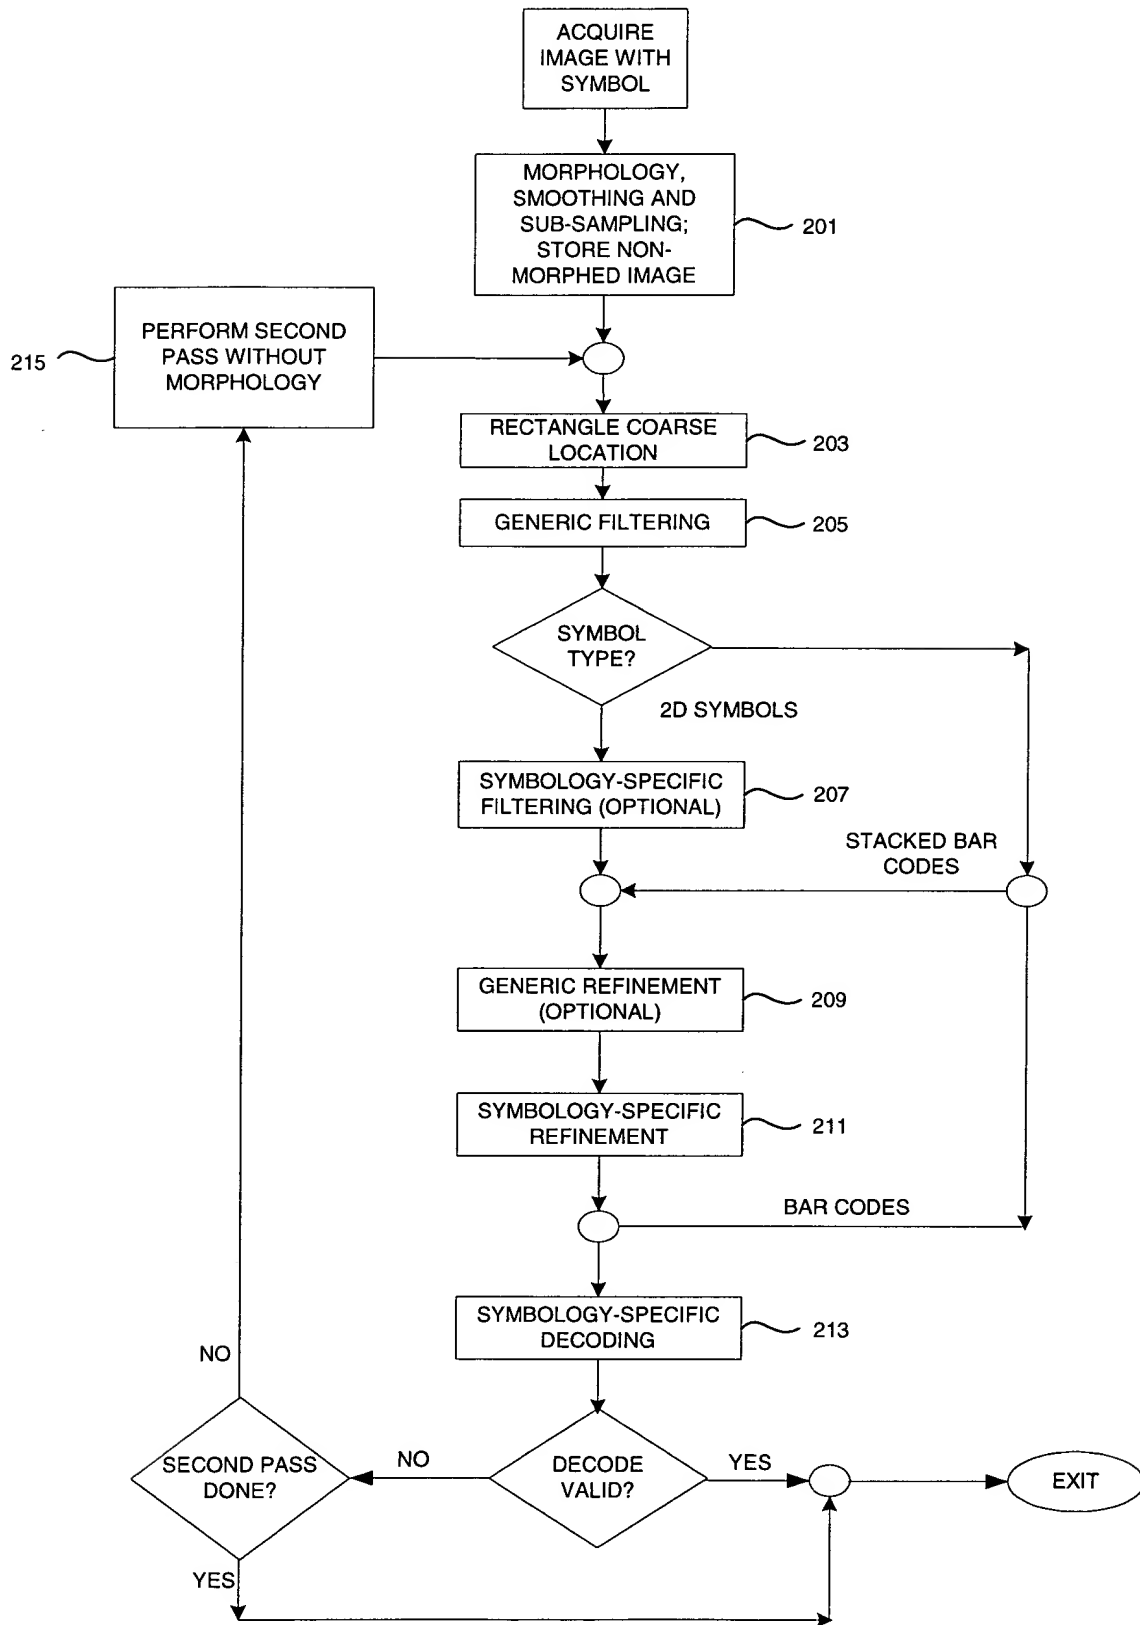 ACQUIRE
IMAGE WITH
SYMBOL
MORPHOLOGY,
SMOOTHING AND
SUB-SAMPLING;
STORE NON-
MORPHED IMAGE
201
PERFORM SECOND
PASS WITHOUT
MORPHOLOGY
215
RECTANGLE COARSE
LOCATION
203
GENERIC FILTERING
205
SYMBOL
TYPE?
2D SYMBOLS
SYMBOLOGY-SPECIFIC
FILTERING (OPTIONAL)
207
STACKED BAR
CODES
GENERIC REFINEMENT
(OPTIONAL)
209
SYMBOLOGY-SPECIFIC
REFINEMENT
211
BAR CODES
SYMBOLOGY-SPECIFIC
DECODING
213
NO
SECOND PASS
DONE?
NO
DECODE
VALID?
YES
EXIT
YES